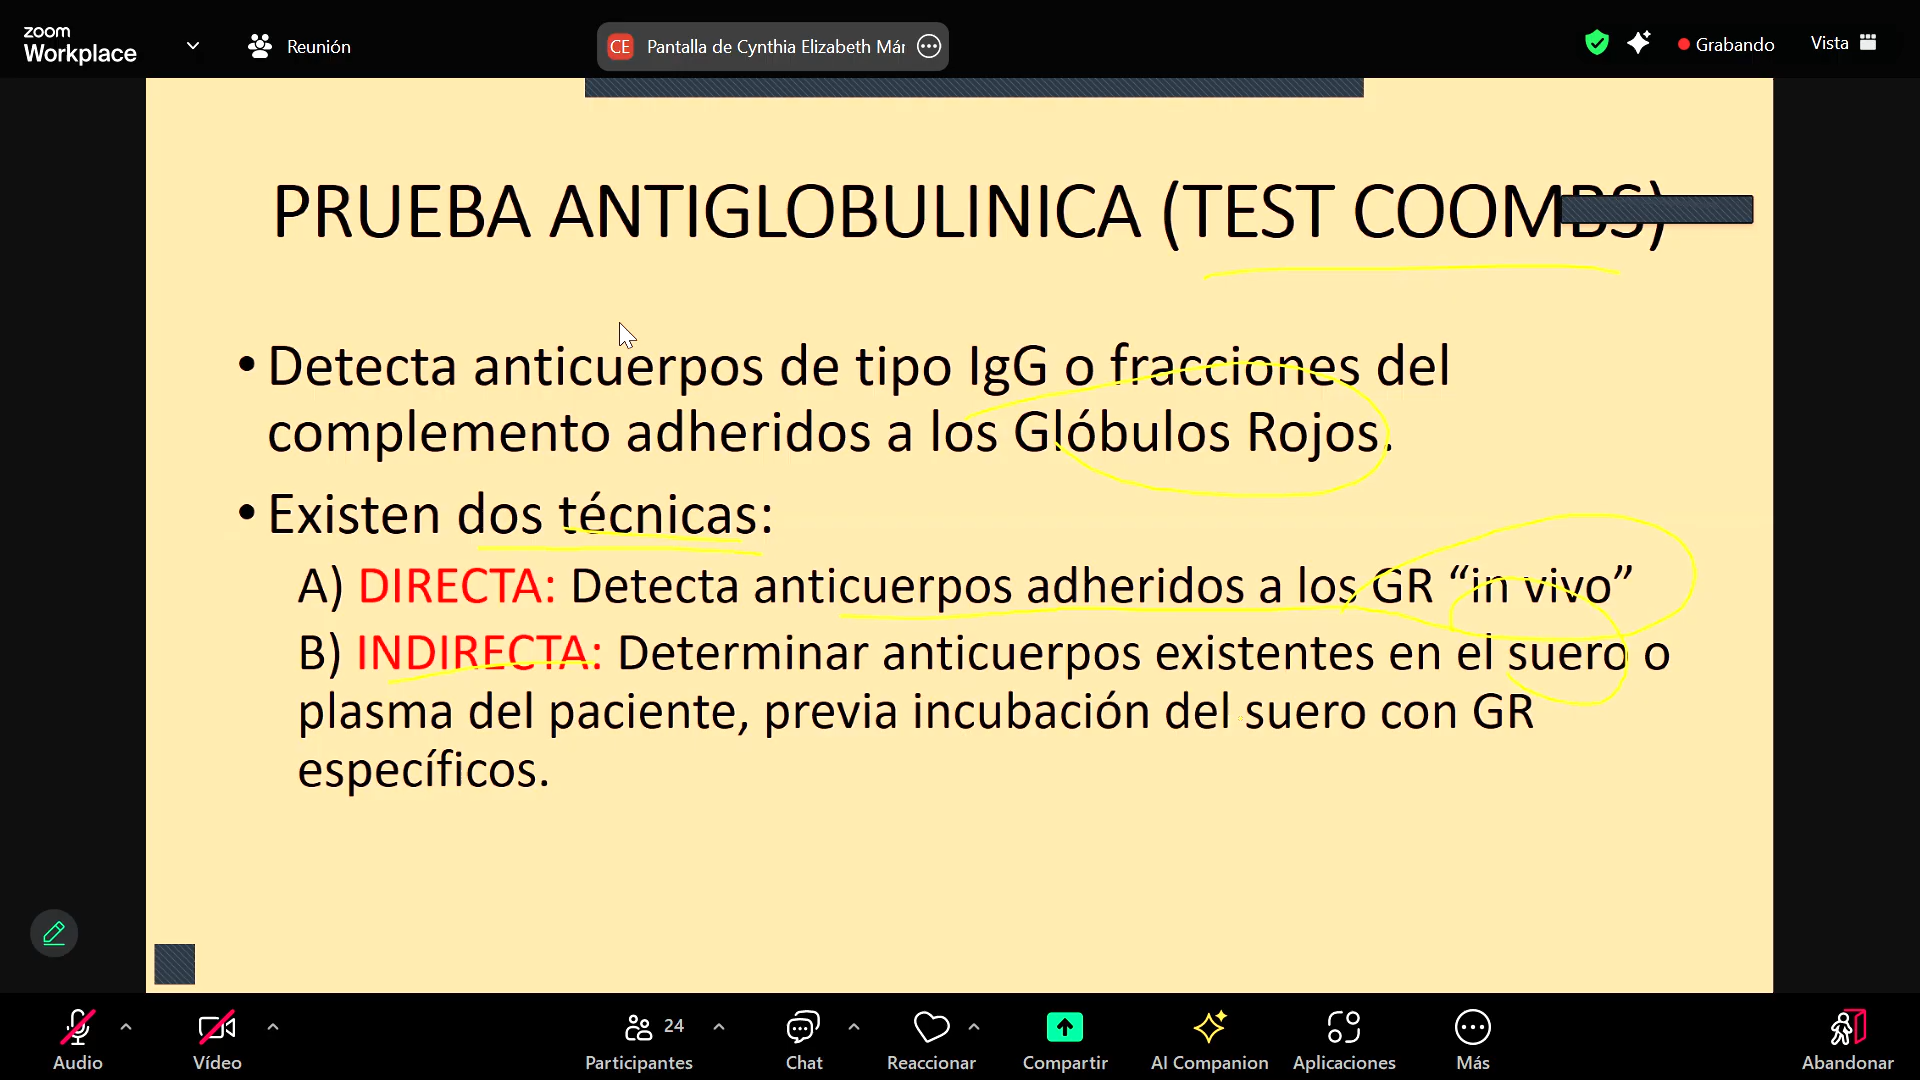 zoom
Workplace
Reunión
CE Pantalla de Cynthia Elizabeth Már
Grabando
Vista
PRUEBA ANTIGLOBULINICA (TEST COOMBS)
• Detecta anticuerpos de tipo IgG o fracciones del
complemento adheridos a los Glóbulos Rojos.
• Existen dos técnicas:
A) DIRECTA: Detecta anticuerpos adheridos a los GR “in vivo”
B) INDIRECTA: Determinar anticuerpos existentes en el suero o
plasma del paciente, previa incubación del suero con GR
específicos.
24
Audio
Vídeo
Participantes
Chat
Reaccionar
Compartir
AI Companion
Aplicaciones
Más
Abandonar